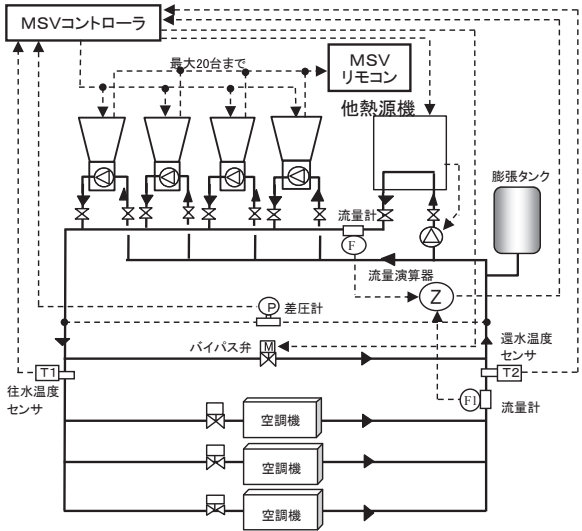 MSVコントローラ
最大20台まで
MSV
リモコン
他熱源機
膨張タンク
流量計
F
流量演算器
Z
P
差圧計
バイパス弁
M
還水温度
センサ
T1
T2
往水温度
センサ
F1
流量計
空調機
空調機
空調機